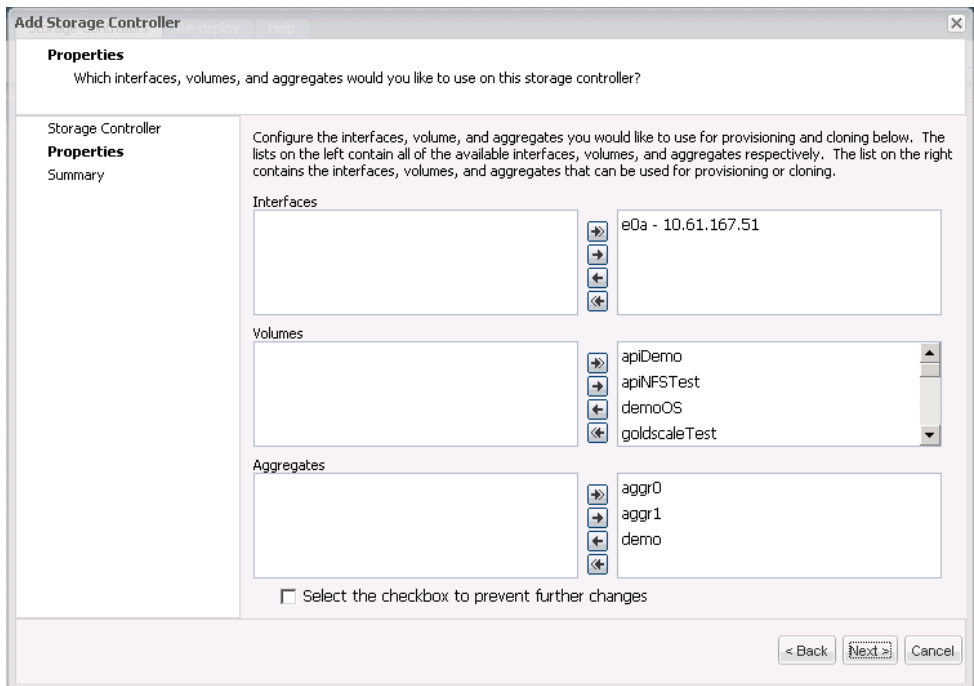 Add Storage Controller
Re-deploy Help
Properties
Which interfaces, volumes, and aggregates would you like to use on this storage controller?
Storage Controller
Properties
Summary
Configure the interfaces, volume, and aggregates you would like to use for provisioning and cloning below. The
lists on the left contain all of the available interfaces, volumes, and aggregates respectively. The list on the right
contains the interfaces, volumes, and aggregates that can be used for provisioning or cloning.
Interfaces
e0a - 10.61.167.51
Volumes
apiDemo
apiNFSTest
demoOS
goldscaleTest
Aggregates
aggr0
aggr1
demo
Select the checkbox to prevent further changes
< Back Next > Cancel